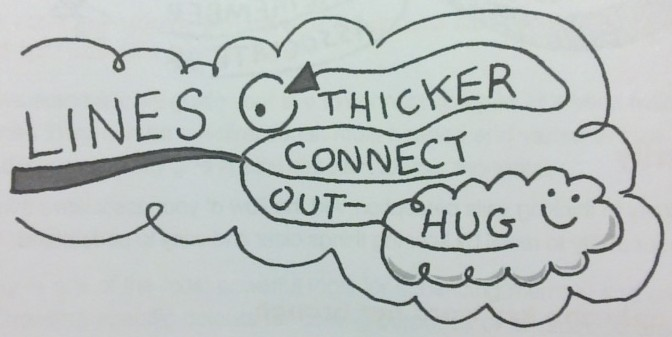 LINES
THICKER
CONNECT
OUT-
HUG